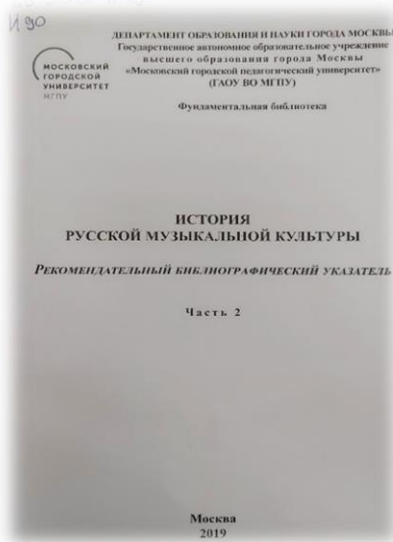 И 90
ДЕПАРТАМЕНТ ОБРАЗОВАНИЯ И НАУКИ ГОРОДА МОСКВЫ
Государственное автономное образовательное учреждение
высшего образования города Москвы
«Московский городской педагогический университет»
(ГАОУ ВО МГПУ)
МОСКОВСКИЙ
ГОРОДСКОЙ
УНИВЕРСИТЕТ
МГПУ
Фундаментальная библиотека
ИСТОРИЯ
РУССКОЙ МУЗЫКАЛЬНОЙ КУЛЬТУРЫ
РЕКОМЕНДАТЕЛЬНЫЙ БИБЛИОГРАФИЧЕСКИЙ УКАЗАТЕЛЬ
Часть 2
Москва
2019